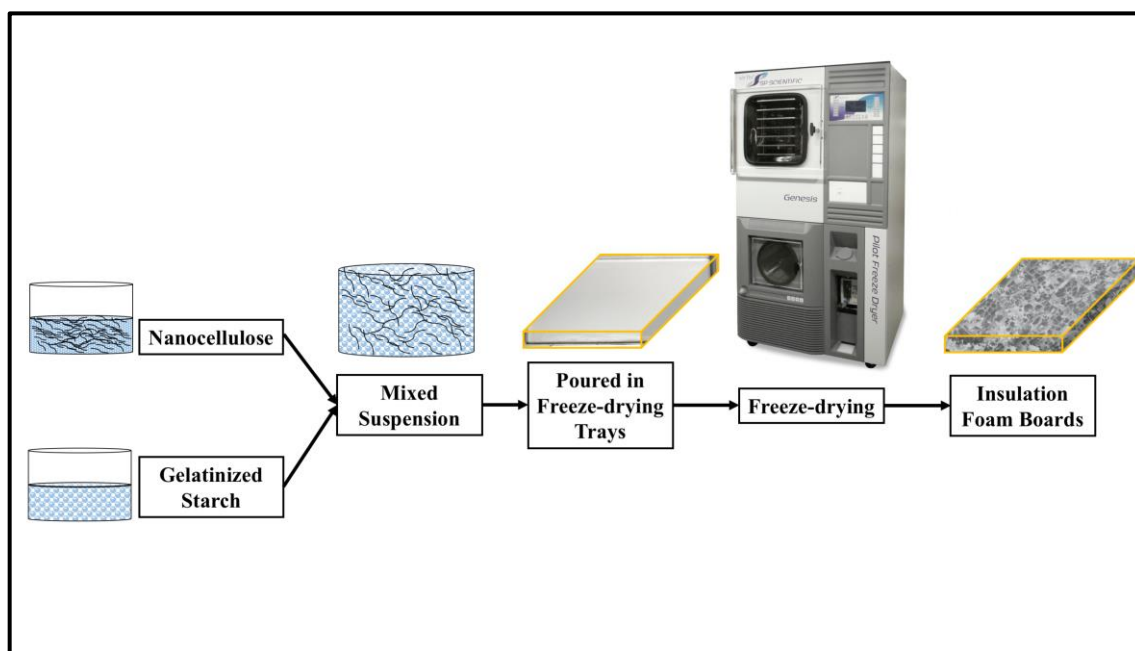 SP SCIENTIFIC
Genesis
Pilot Freeze Dryer
Nanocellulose
Gelatinized
Starch
Mixed
Suspension
Poured in
Freeze-drying
Trays
Freeze-drying
Insulation
Foam Boards